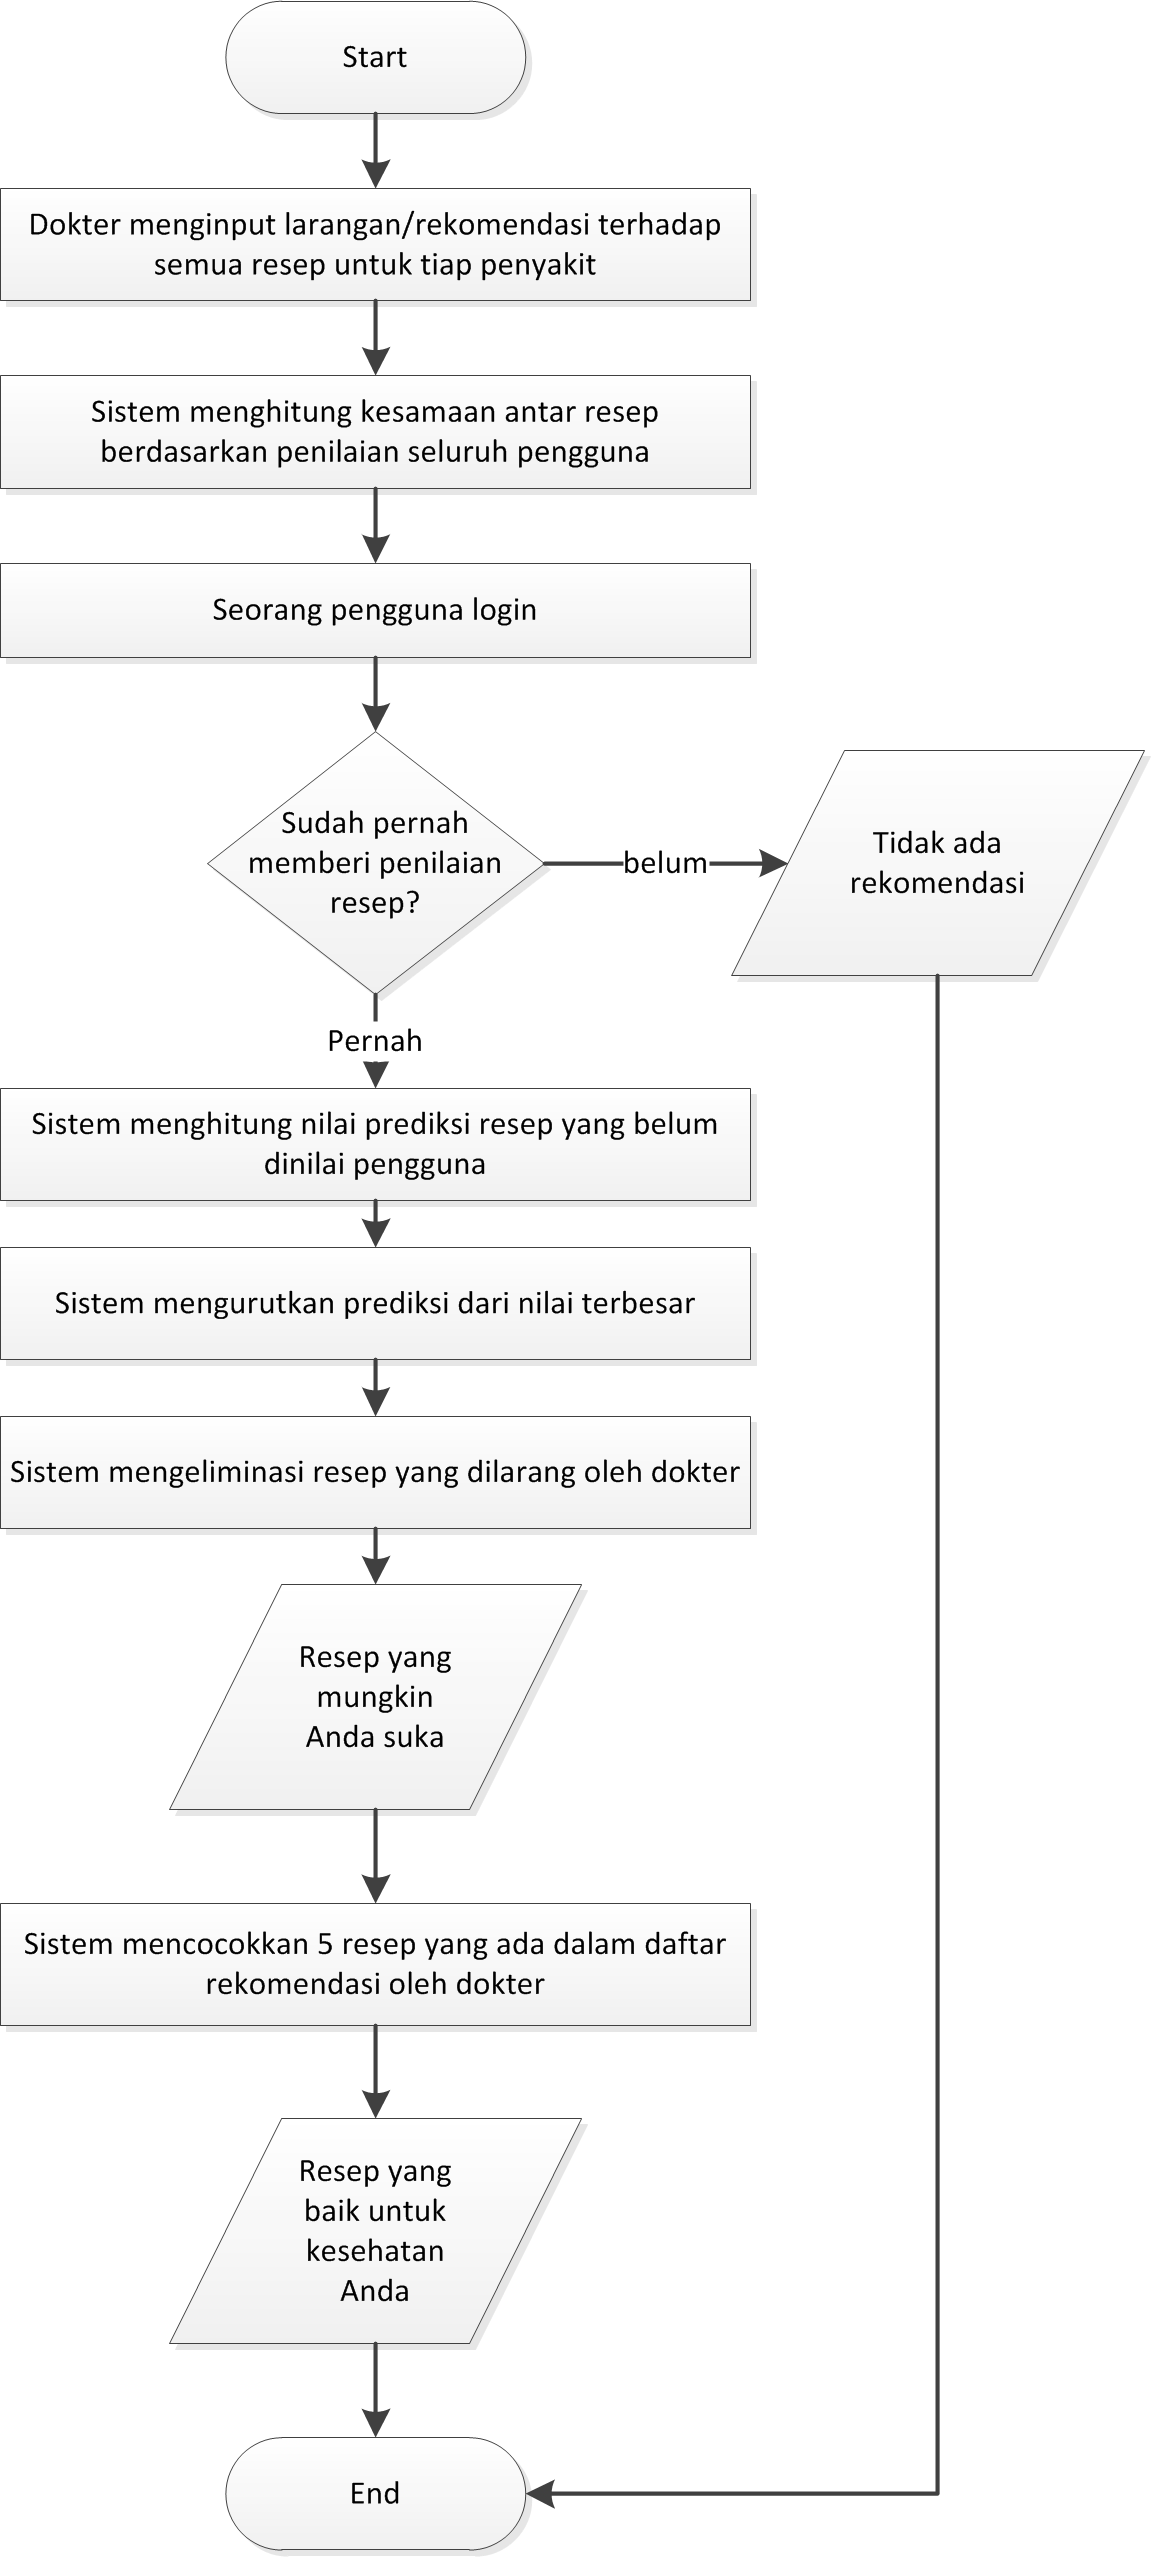 Start
Dokter menginput larangan/rekomendasi terhadap
semua resep untuk tiap penyakit
Sistem menghitung kesamaan antar resep
berdasarkan penilaian seluruh pengguna
Seorang pengguna login
Sudah pernah
memberi penilaian
resep?
belum
Tidak ada
rekomendasi
Pernah
Sistem menghitung nilai prediksi resep yang belum
dinilai pengguna
Sistem mengurutkan prediksi dari nilai terbesar
Sistem mengeliminasi resep yang dilarang oleh dokter
Resep yang
mungkin
Anda suka
Sistem mencocokkan 5 resep yang ada dalam daftar
rekomendasi oleh dokter
Resep yang
baik untuk
kesehatan
Anda
End